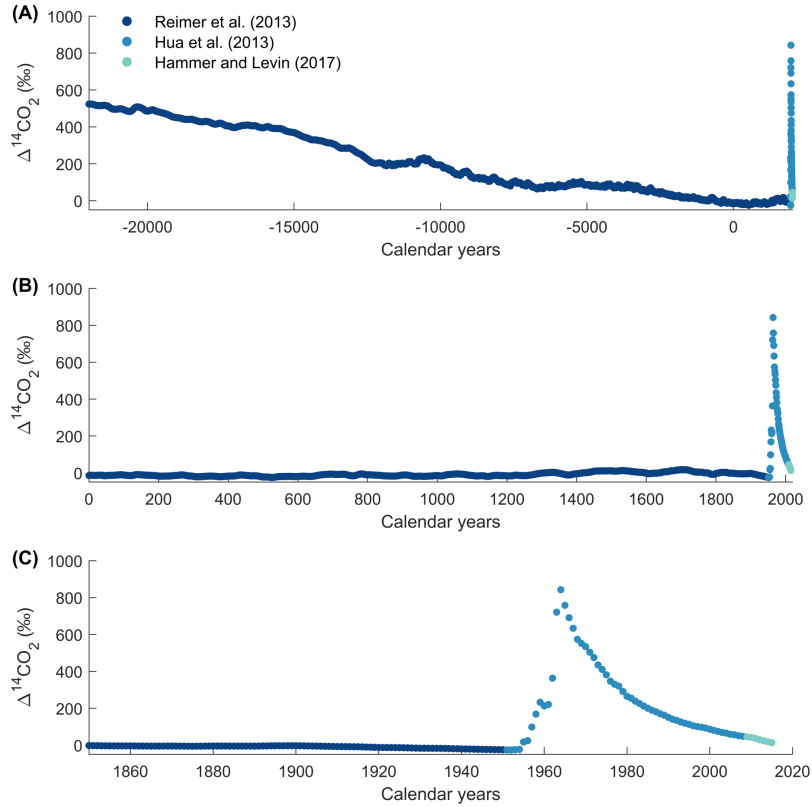 (A)
Reimer et al. (2013)
Hua et al. (2013)
Hammer and Levin (2017)
Δ¹⁴CO₂ (‰)
1000
800
600
400
200
0
-20000 -15000 -10000 -5000 0
Calendar years
(B)
Δ¹⁴CO₂ (‰)
1000
800
600
400
200
0
0 200 400 600 800 1000 1200 1400 1600 1800 2000
Calendar years
(C)
Δ¹⁴CO₂ (‰)
1000
800
600
400
200
0
1860 1880 1900 1920 1940 1960 1980 2000 2020
Calendar years